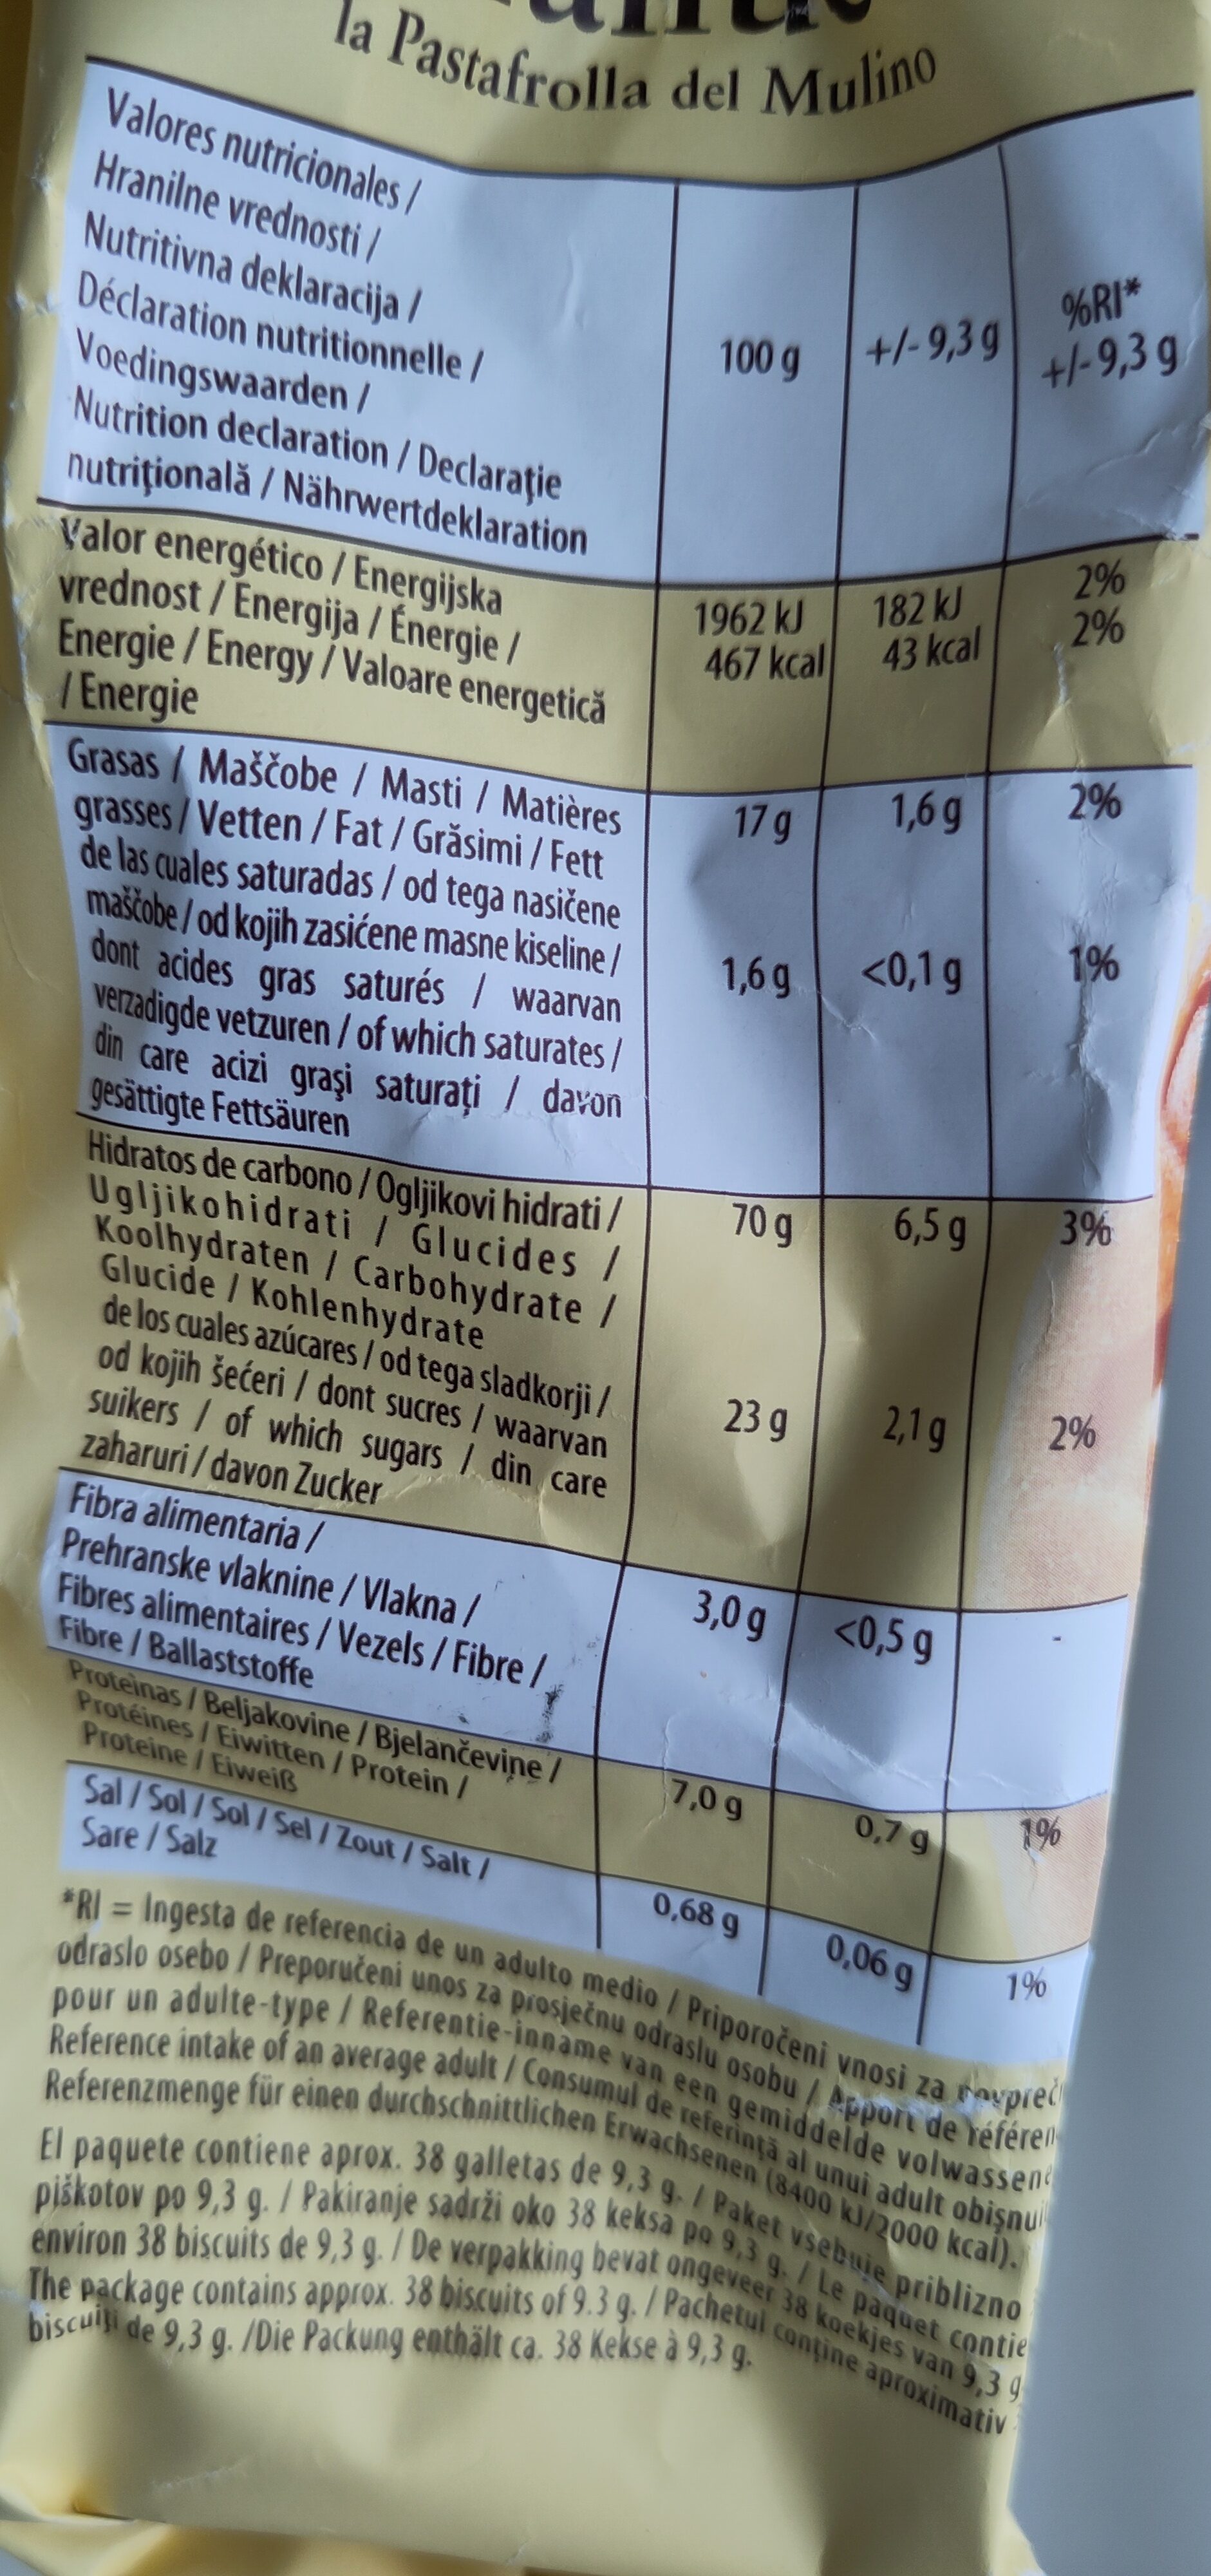 la Pastafrolla del Mulino
Valores nutricionales /
Hranilne vrednosti /
Nutritivna deklaracija /
Déclaration nutritionnelle /
Voedingswaarden /
Nutrition declaration / Declaraţie
nutriţională / Nährwertdeklaration
100 g
+/- 9,3 g
%RI*
+/- 9,3 g
Valor energético / Energijska
vrednost / Energija / Énergie /
Energie / Energy / Valoare energetică
/ Energie
1962 kJ
467 kcal
182 kJ
43 kcal
2%
2%
Grasas / Maščobe / Masti / Matières
grasses / Vetten / Fat / Grăsimi / Fett
17 g
1,6 g
2%
de las cuales saturadas / od tega nasičene
maščobe / od kojih zasićene masne kiseline /
dont acides gras saturés / waarvan
verzadigde vetzuren / of which saturates /
din care acizi graşi saturaţi / davon
gesättigte Fettsäuren
1,6 g
<0,1 g
1%
Hidratos de carbono / Ogljikovi hidrati /
Ugljikohidrati / Glucides /
Koolhydraten / Carbohydrate /
Glucide / Kohlenhydrate
70 g
6,5 g
3%
de los cuales azúcares / od tega sladkorji /
od kojih šećeri / dont sucres / waarvan
suikers / of which sugars / din care
zaharuri / davon Zucker
23 g
2,1 g
2%
Fibra alimentaria /
Prehranske vlaknine / Vlakna /
Fibres alimentaires / Vezels / Fibre /
Fibre / Ballaststoffe
3,0 g
<0,5 g
-
Proteinas / Beljakovine / Bjelančevine /
Protéines / Eiwitten / Protein /
Proteine / Eiweiß
7,0 g
0,7 g
1%
Sal / Sol / Sol / Sel / Zout / Salt /
Sare / Salz
0,68 g
0,06 g
1%
*RI = Ingesta de referencia de un adulto medio / Priporočeni vnosi za
odraslo osebo / Preporučeni unos za prosječnu odraslu osobu / Apport de référen
pour un adulte-type / Referentie-inname van een gemiddelde volwassene
Reference intake of an average adult / Consumul de referinţă al unui adult obişnui
Referenzmenge für einen durchschnittlichen Erwachsenen (8400 kJ/2000 kcal).
El paquete contiene aprox. 38 galletas de 9,3 g. / Paket vsebuje približno
piškotov po 9,3 g. / Pakiranje sadrži oko 38 keksa po 9,3 g. / Le paquet contie
environ 38 biscuits de 9,3 g. / De verpakking bevat ongeveer 38 koekjes van 9,3 g
The package contains approx. 38 biscuits of 9.3 g. / Pachetul conţine aproximativ
biscuiţi de 9,3 g. /Die Packung enthält ca. 38 Kekse à 9,3 g.